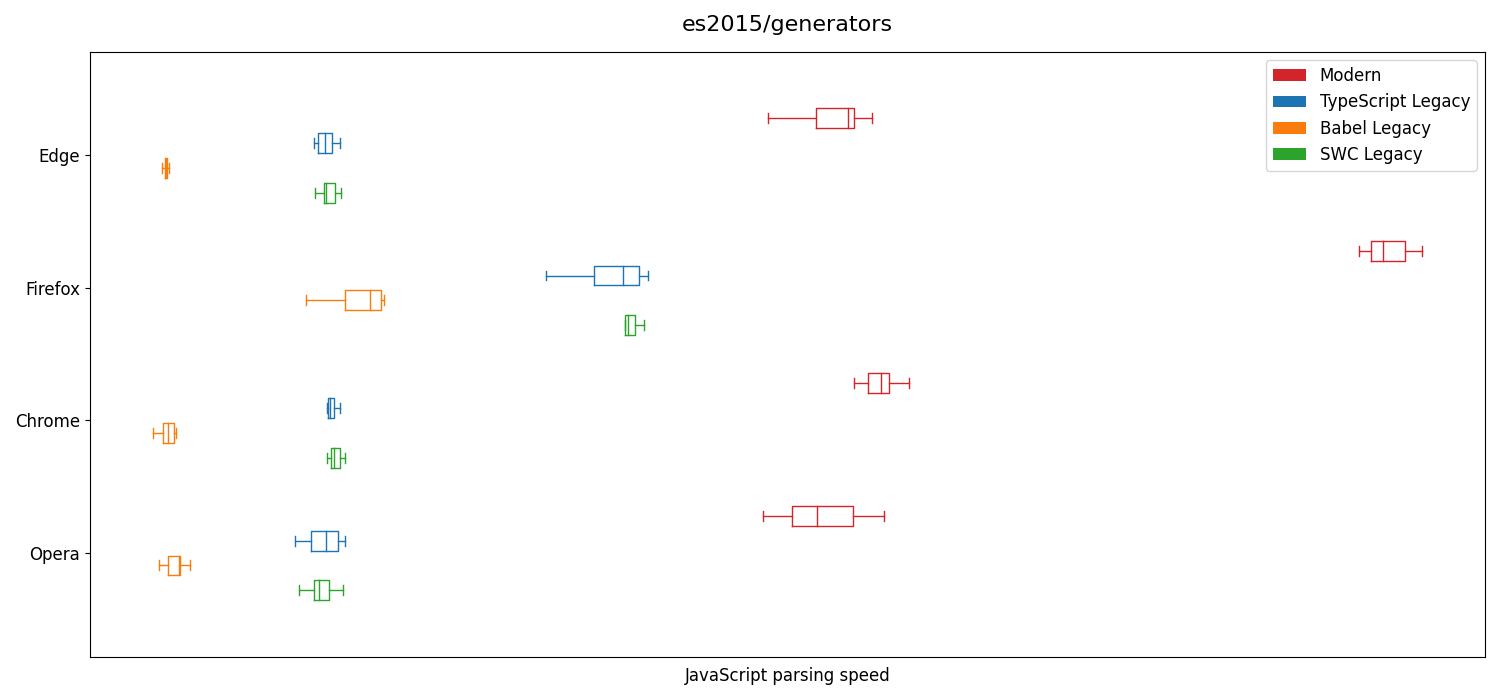 es2015/generators
Modern
TypeScript Legacy
Babel Legacy
SWC Legacy
Edge
Firefox
Chrome
Opera
JavaScript parsing speed